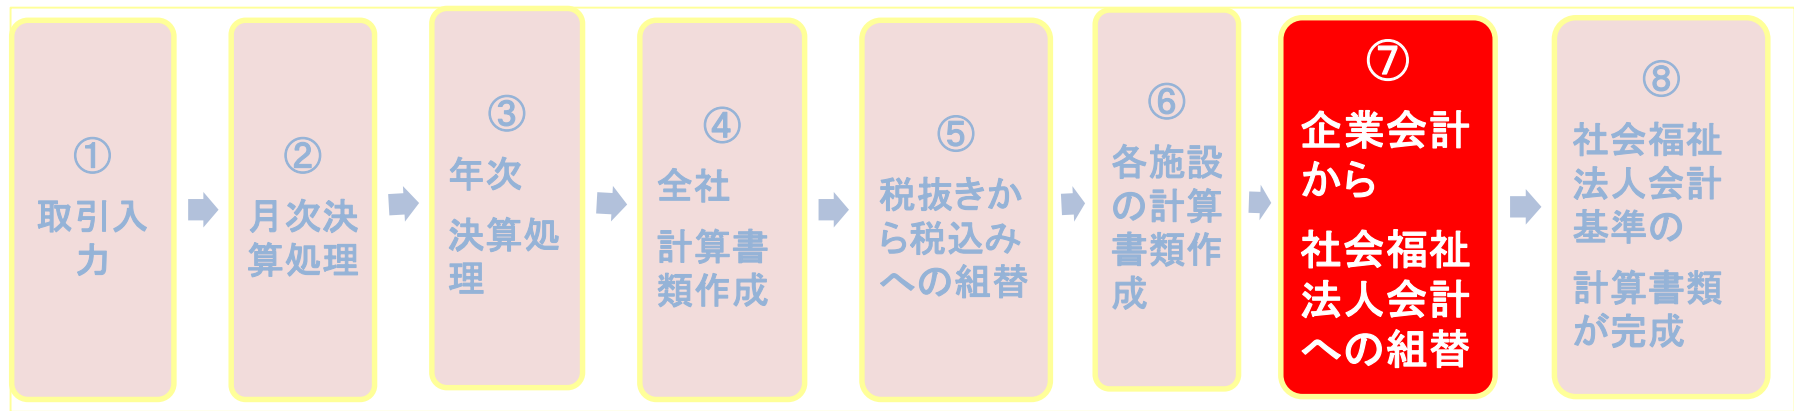 ①
取引入
力
②
月次決
算処理
③
年次
決算処
理
④
全社
計算書
類作成
⑤
税抜きか
ら税込み
への組替
⑥
各施設
の計算
書類作
成
⑦
企業会計
から
社会福祉
法人会計
への組替
⑧
社会福祉
法人会計
基準の
計算書類
が完成